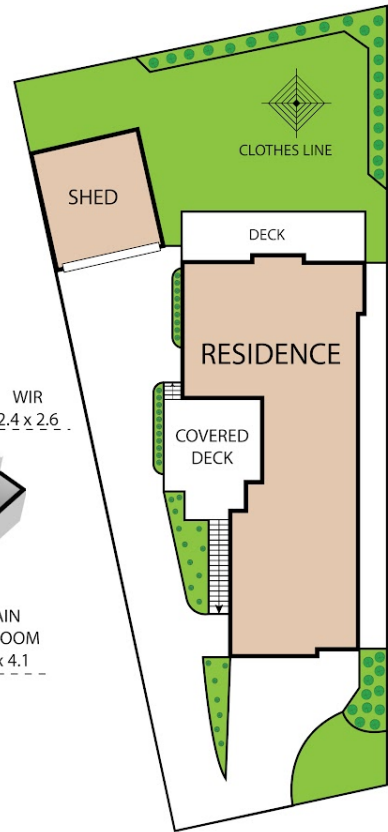 CLOTHES LINE
SHED
DECK
RESIDENCE
WIR
2.4 x 2.6
COVERED
DECK
AIN
OOM
x 4.1